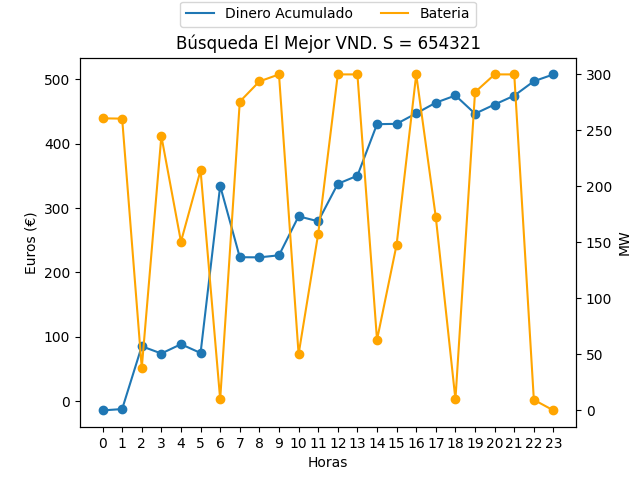 Dinero Acumulado Bateria
Búsqueda El Mejor VND. S = 654321
500
400
300
200
100
0
Euros (€)
300
250
200
150
100
50
0
MW
0 1 2 3 4 5 6 7 8 9 10 11 12 13 14 15 16 17 18 19 20 21 22 23
Horas